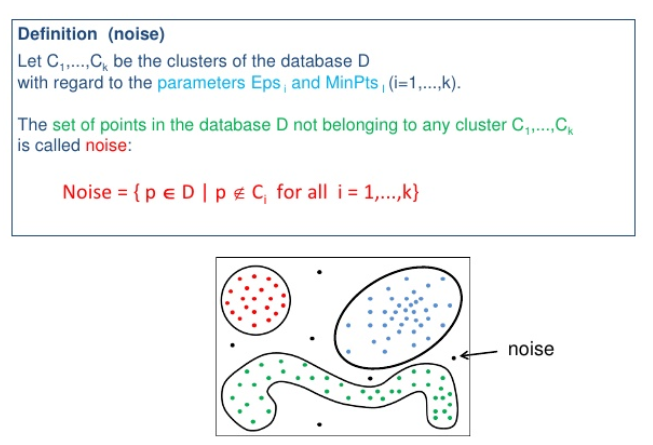 Definition (noise)
Let C₁,...,Cₖ be the clusters of the database D
with regard to the parameters Eps ᵢ and MinPts ᵢ (i=1,...,k).
The set of points in the database D not belonging to any cluster C₁,...,Cₖ
is called noise:
Noise = { p ∈ D | p ∉ Cᵢ for all i = 1,...,k}
noise